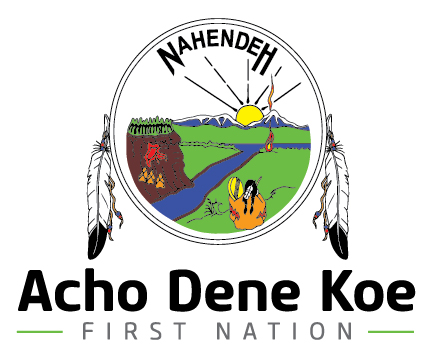 NAHENDEH
Acho Dene Koe
FIRST NATION